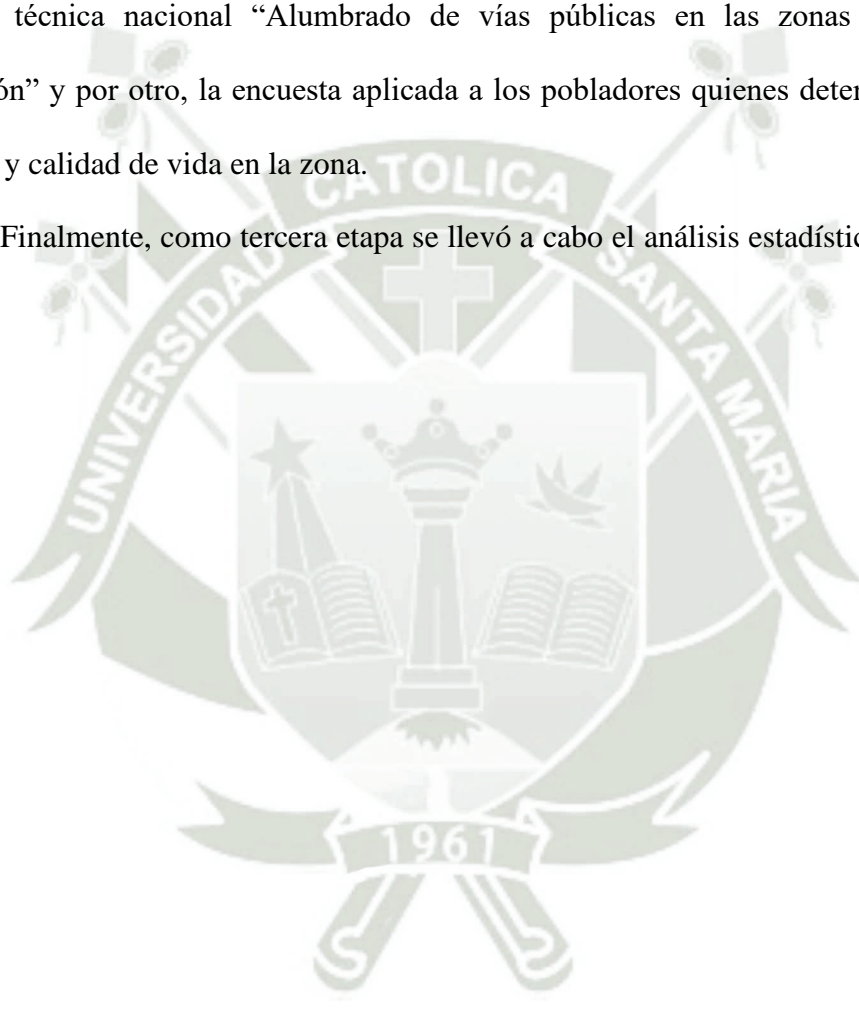 técnica nacional “Alumbrado de vías públicas en las zonas
ón” y por otro, la encuesta aplicada a los pobladores quienes deter
y calidad de vida en la zona.
Finalmente, como tercera etapa se llevó a cabo el análisis estadístic
UNIVERSIDAD CATOLICA SANTA MARIA
1961